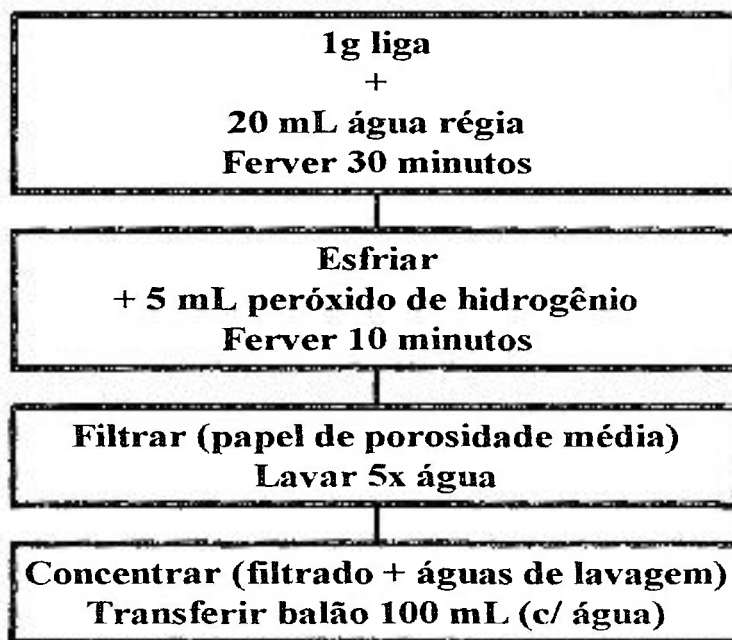 1g liga
+
20 mL água régia
Ferver 30 minutos
Esfriar
+ 5 mL peróxido de hidrogênio
Ferver 10 minutos
Filtrar (papel de porosidade média)
Lavar 5x água
Concentrar (filtrado + águas de lavagem)
Transferir balão 100 mL (c/ água)